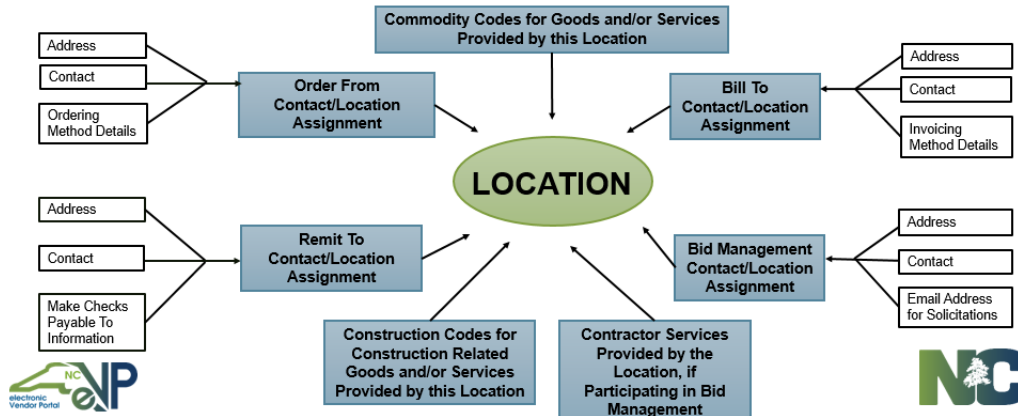 Commodity Codes for Goods and/or Services
Provided by this Location
Address
Contact
Ordering
Method Details
Order From
Contact/Location
Assignment
Bill To
Contact/Location
Assignment
Address
Contact
Invoicing
Method Details
LOCATION
Address
Contact
Make Checks
Payable To
Information
Remit To
Contact/Location
Assignment
Bid Management
Contact/Location
Assignment
Address
Contact
Email Address
for Solicitations
Construction Codes for
Construction Related
Goods and/or Services
Provided by this Location
Contractor Services
Provided by the
Location, if
Participating in Bid
Management
NC
eVP
electronic
Vendor Portal
NC